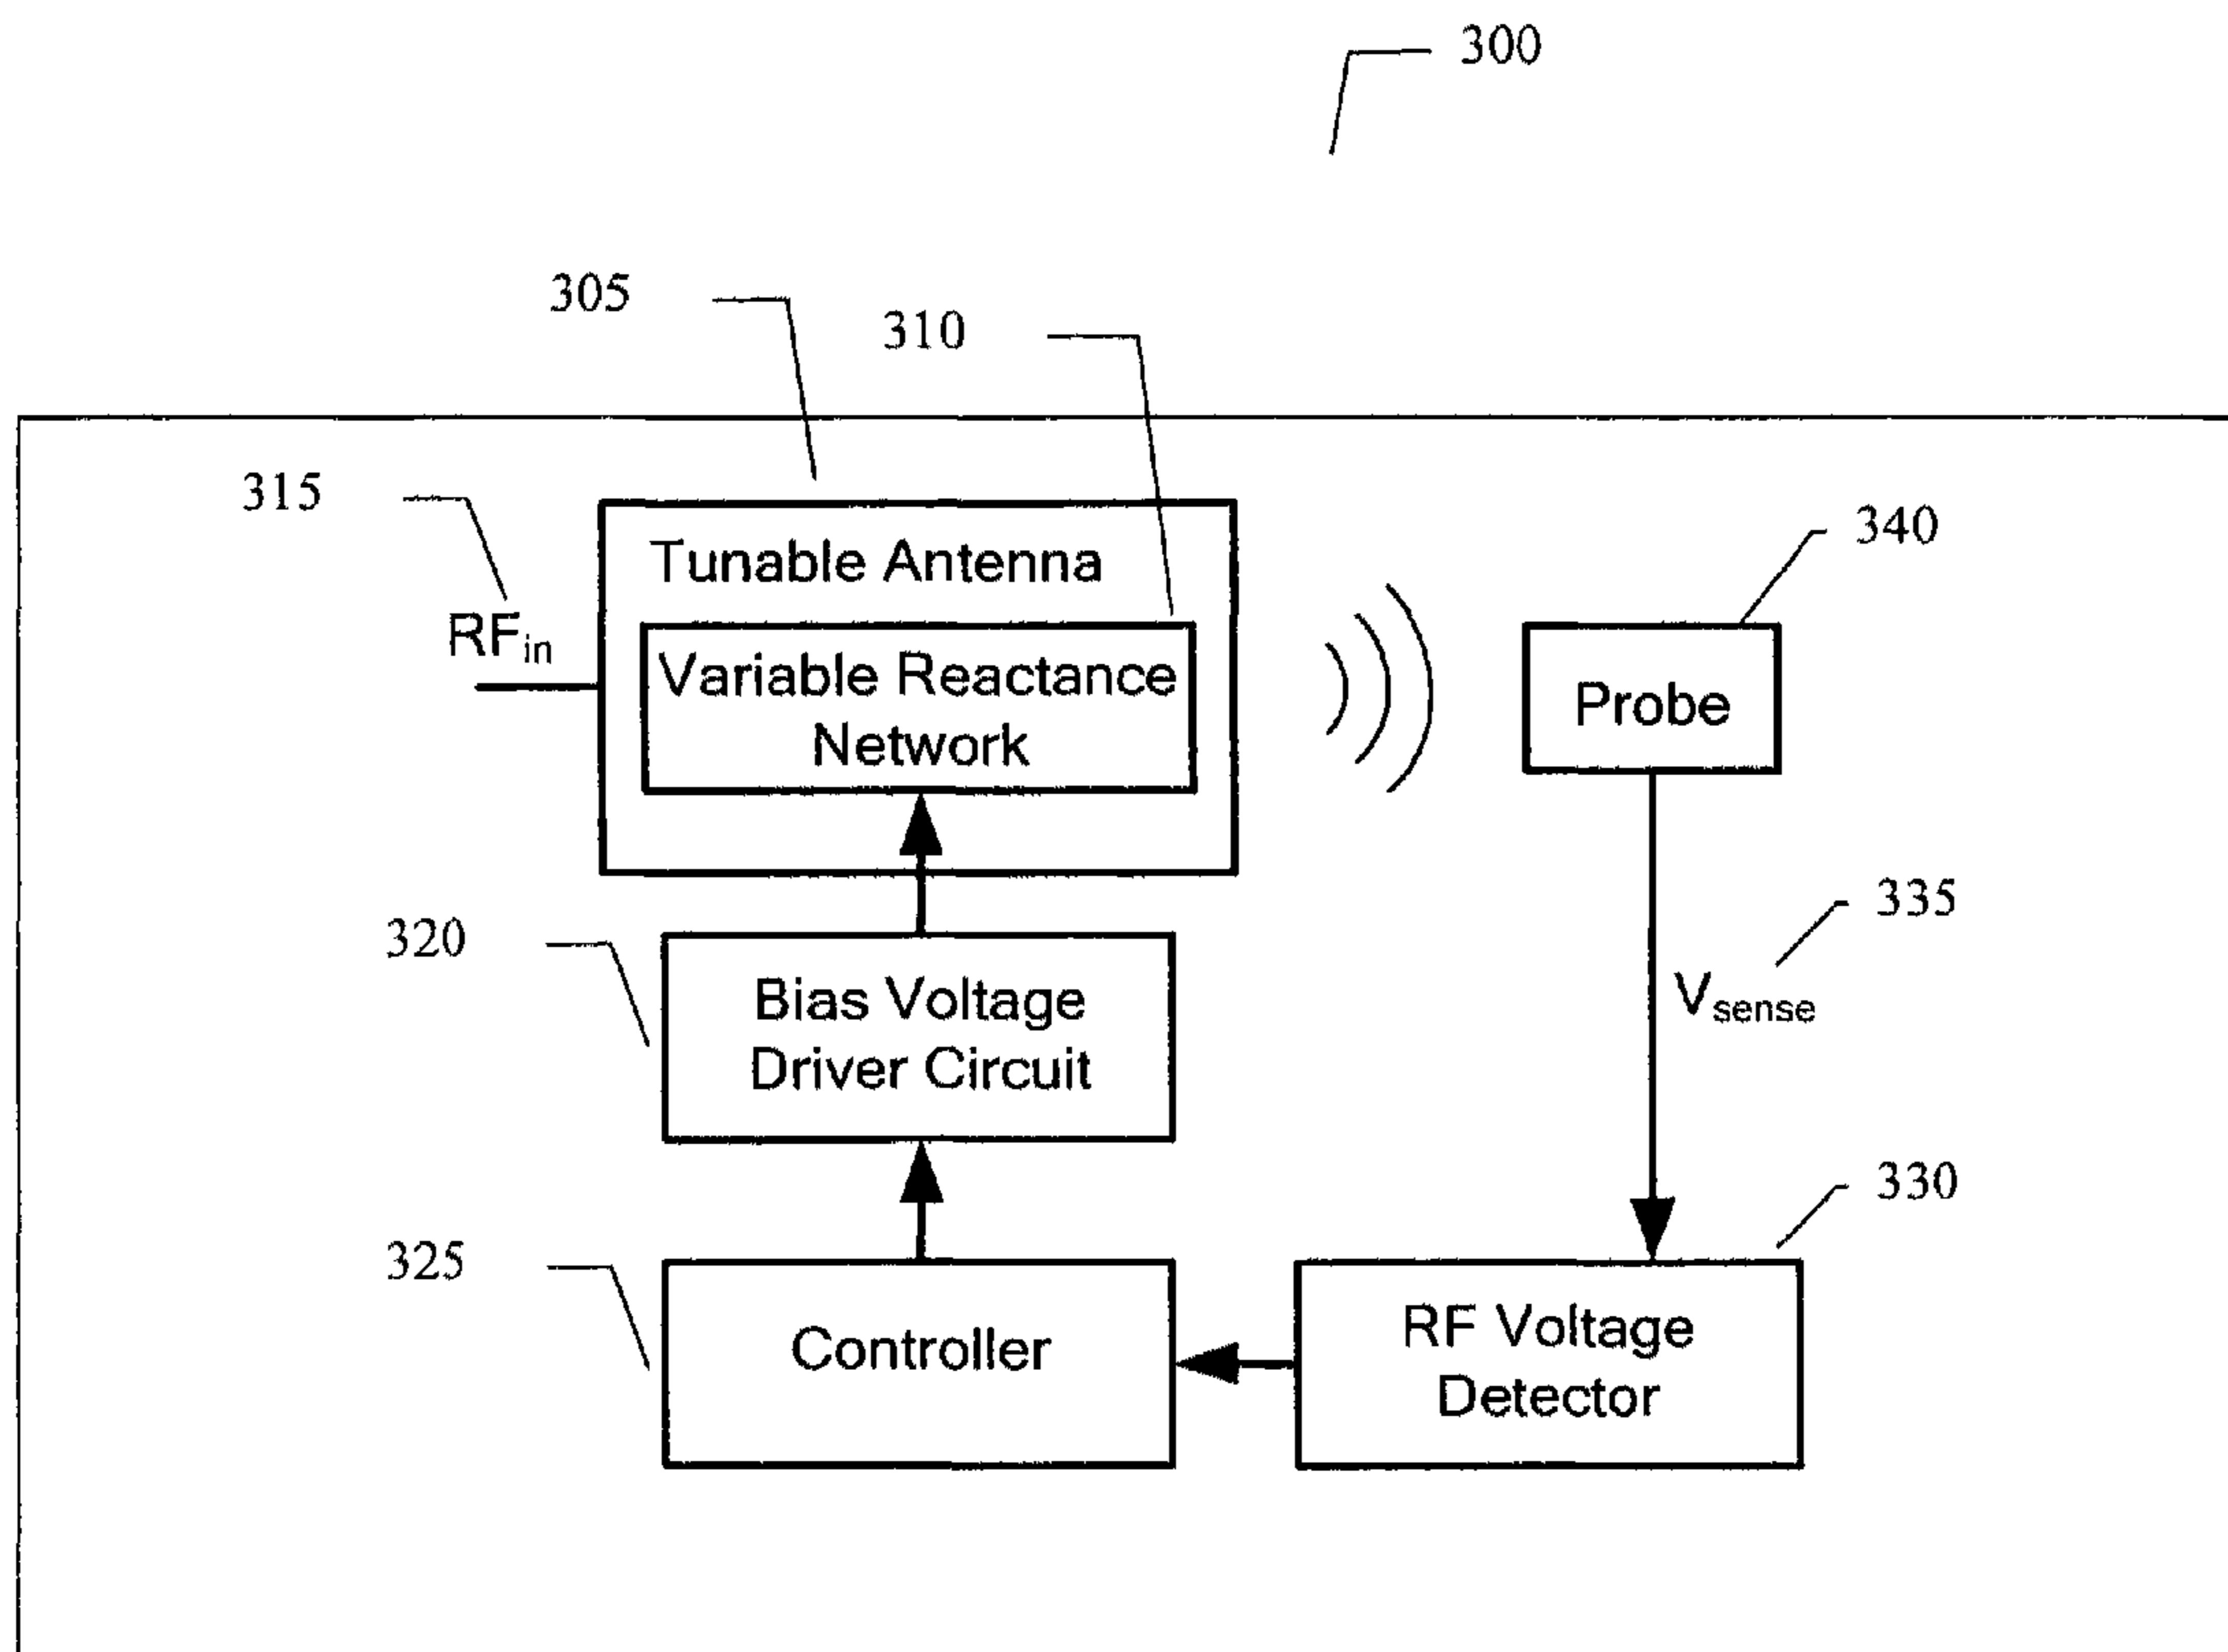 300
305
310
315
RFin
Tunable Antenna
Variable Reactance
Network
340
Probe
335
Vsense
320
Bias Voltage
Driver Circuit
330
325
Controller
RF Voltage
Detector